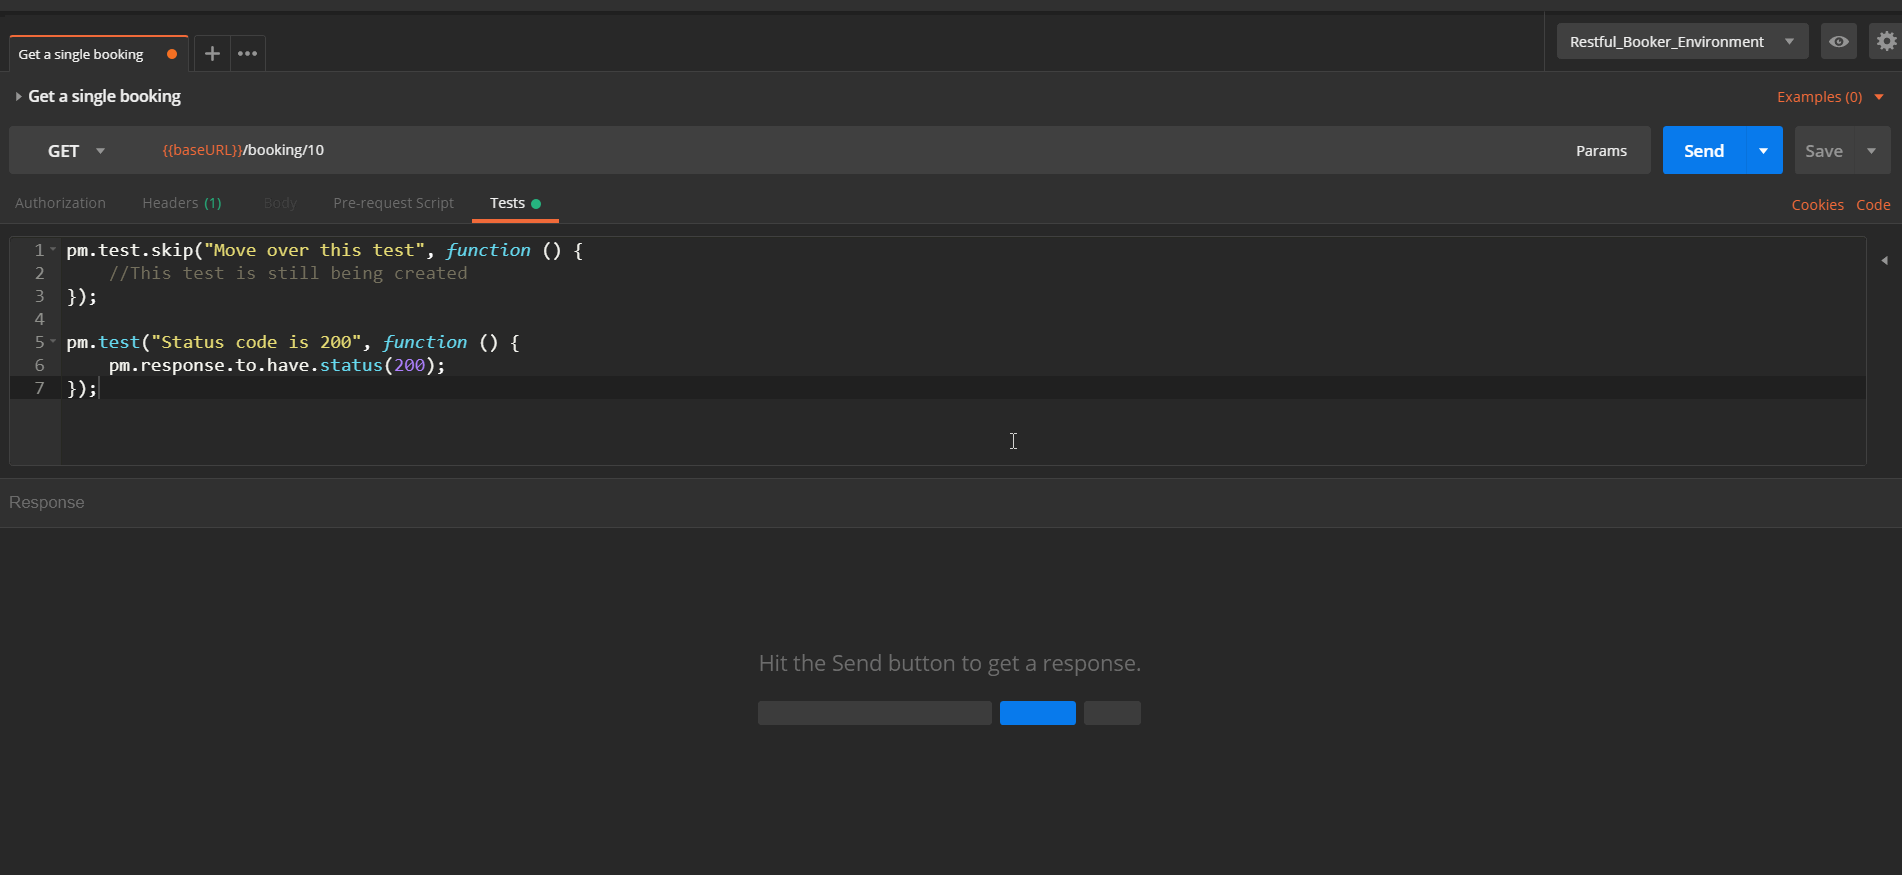 Get a single booking
Restful_Booker_Environment
Get a single booking
Examples (0)
GET {{baseURL}}/booking/10 Params Send Save
Authorization Headers (1) Body Pre-request Script Tests
Cookies Code
1 pm.test.skip("Move over this test", function () {
2     //This test is still being created
3 });
4
5 pm.test("Status code is 200", function () {
6     pm.response.to.have.status(200);
7 });
Response
Hit the Send button to get a response.